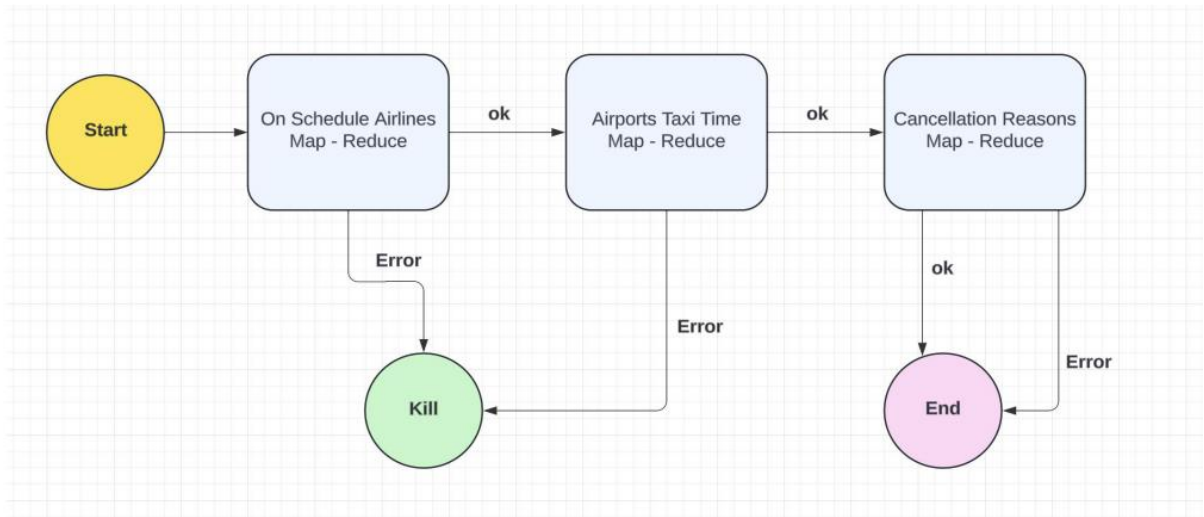 Start
On Schedule Airlines
Map - Reduce
ok
Airports Taxi Time
Map - Reduce
ok
Cancellation Reasons
Map - Reduce
Error
ok
Error
Error
Kill
End